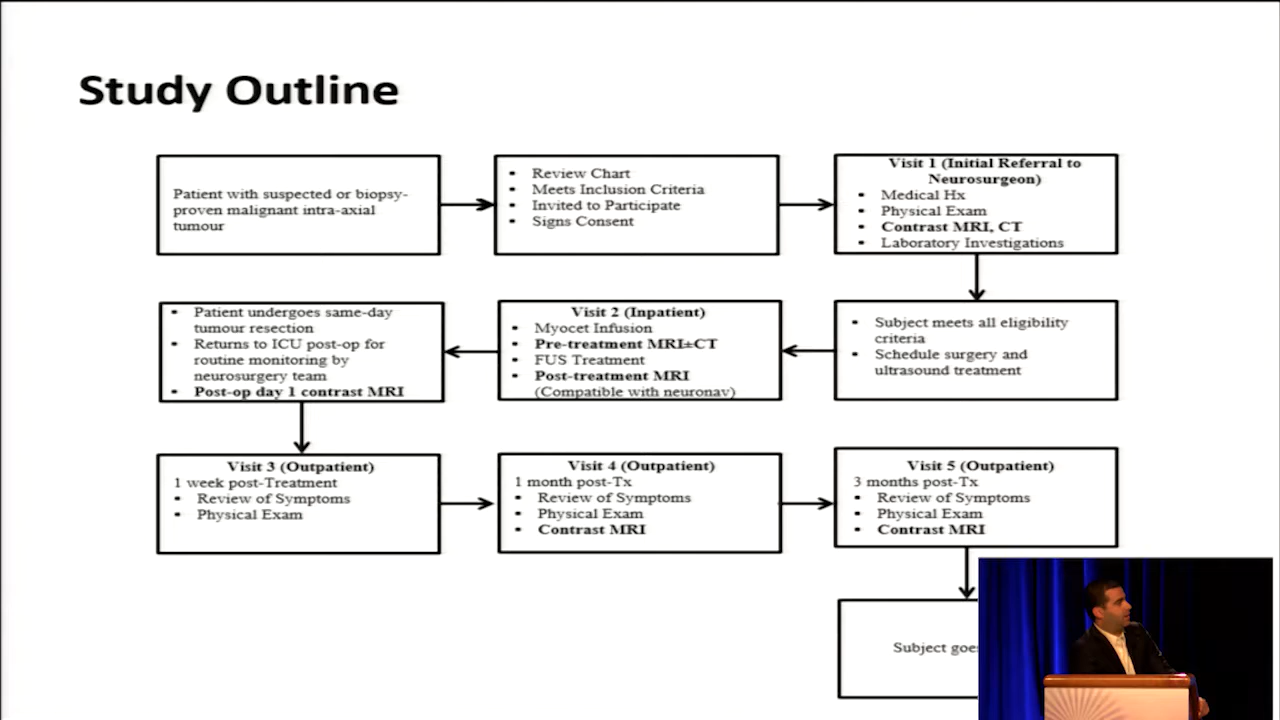 Study Outline
Patient with suspected or biopsy-
proven malignant intra-axial
tumour
• Review Chart
• Meets Inclusion Criteria
• Invited to Participate
• Signs Consent
Visit 1 (Initial Referral to
Neurosurgeon)
• Medical Hx
• Physical Exam
• Contrast MRI, CT
• Laboratory Investigations
• Subject meets all eligibility
criteria
• Schedule surgery and
ultrasound treatment
Visit 2 (Inpatient)
• Myocet Infusion
• Pre-treatment MRI±CT
• FUS Treatment
• Post-treatment MRI
(Compatible with neuronav)
• Patient undergoes same-day
tumour resection
• Returns to ICU post-op for
routine monitoring by
neurosurgery team
• Post-op day 1 contrast MRI
Visit 3 (Outpatient)
1 week post-Treatment
• Review of Symptoms
• Physical Exam
Visit 4 (Outpatient)
1 month post-Tx
• Review of Symptoms
• Physical Exam
• Contrast MRI
Visit 5 (Outpatient)
3 months post-Tx
• Review of Symptoms
• Physical Exam
• Contrast MRI
Subject